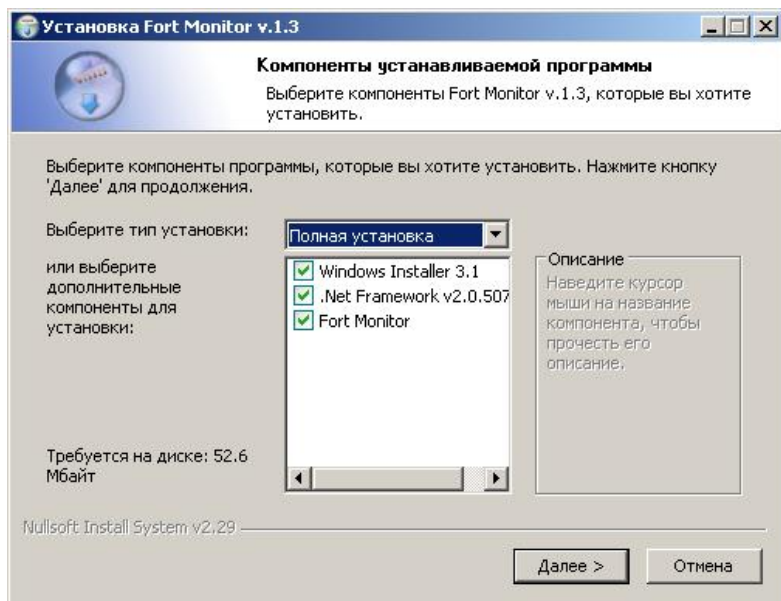 Установка Fort Monitor v.1.3
Компоненты устанавливаемой программы
Выберите компоненты Fort Monitor v.1.3, которые вы хотите
установить.
Выберите компоненты программы, которые вы хотите установить. Нажмите кнопку
'Далее' для продолжения.
Выберите тип установки:
Полная установка
или выберите
дополнительные
компоненты для
установки:
Windows Installer 3.1
.Net Framework v2.0.507
Fort Monitor
Описание
Наведите курсор
мыши на название
компонента, чтобы
прочесть его
описание.
Требуется на диске: 52.6
Мбайт
Nullsoft Install System v2.29
Далее >
Отмена